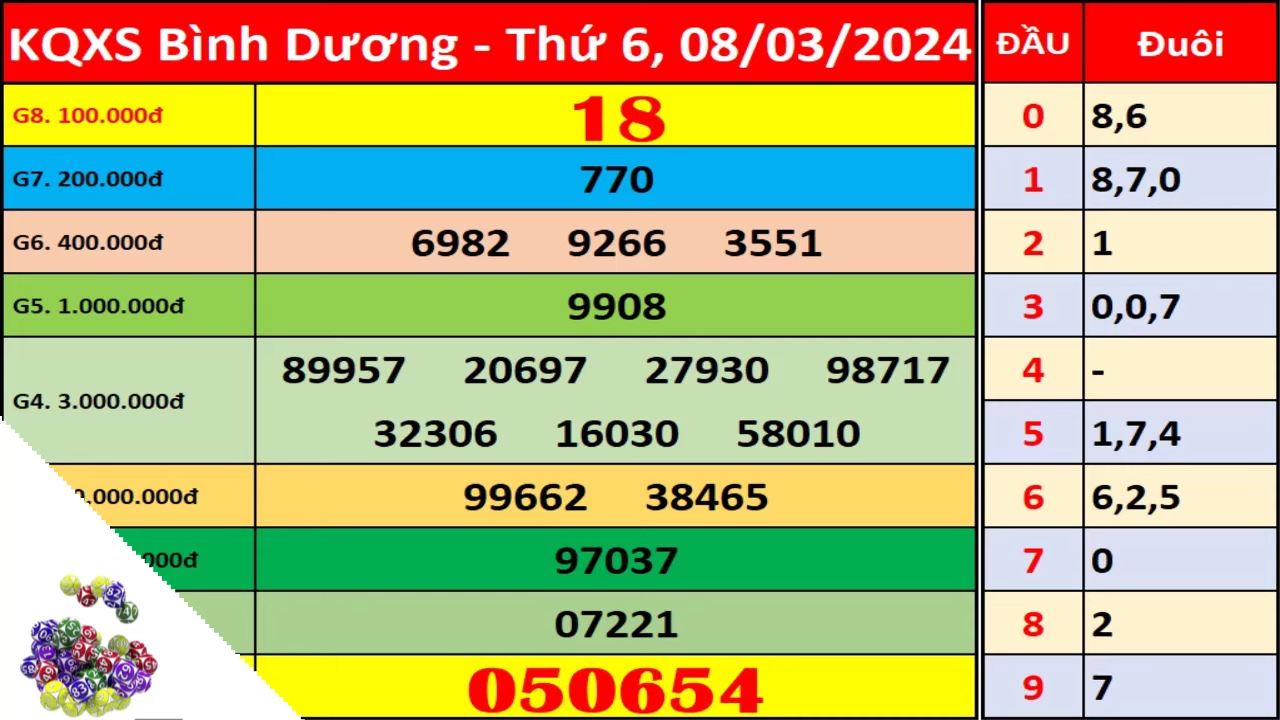 KQXS Bình Dương - Thứ 6, 08/03/2024 ĐẦU Đuôi
G8. 100.000đ 18 0 8,6
G7. 200.000đ 770 1 8,7,0
G6. 400.000đ 6982 9266 3551 2 1
G5. 1.000.000đ 9908 3 0,0,7
89957 20697 27930 98717 4 -
G4. 3.000.000đ
32306 16030 58010 5 1,7,4
0.000.000đ 99662 38465 6 6,2,5
000đ 97037 7 0
07221 8 2
050654 9 7